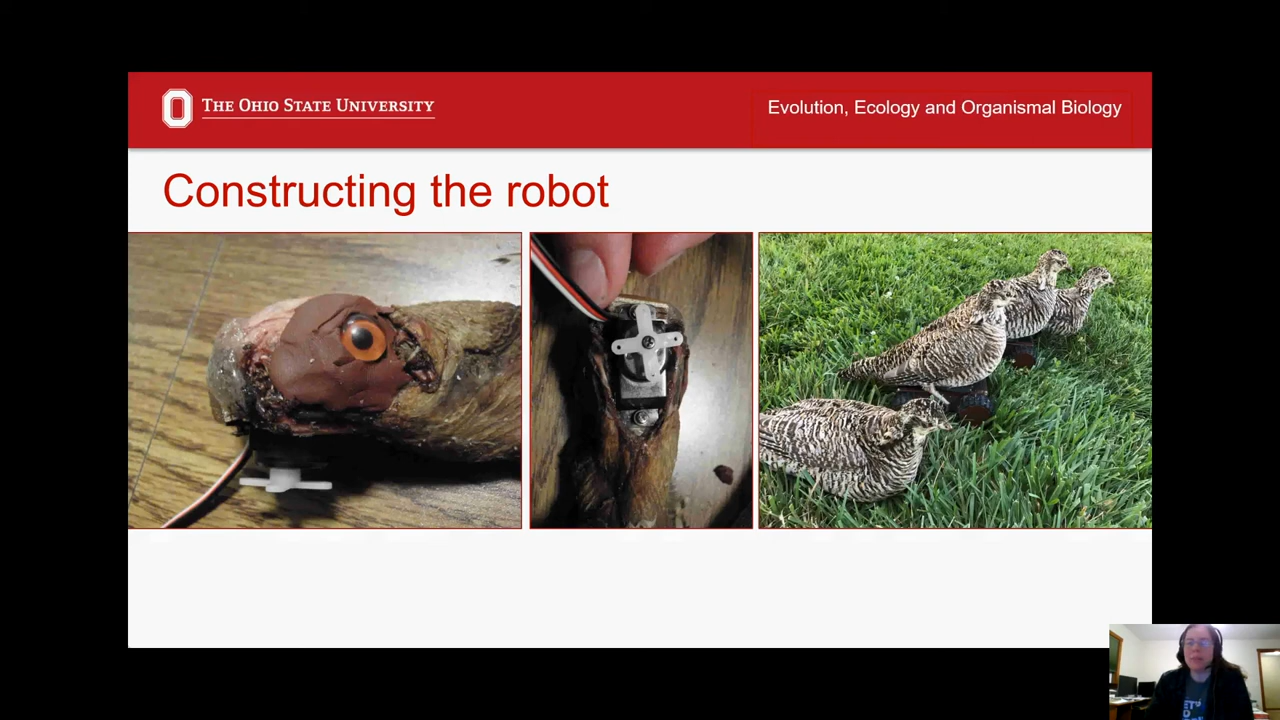 THE OHIO STATE UNIVERSITY
Evolution, Ecology and Organismal Biology
Constructing the robot